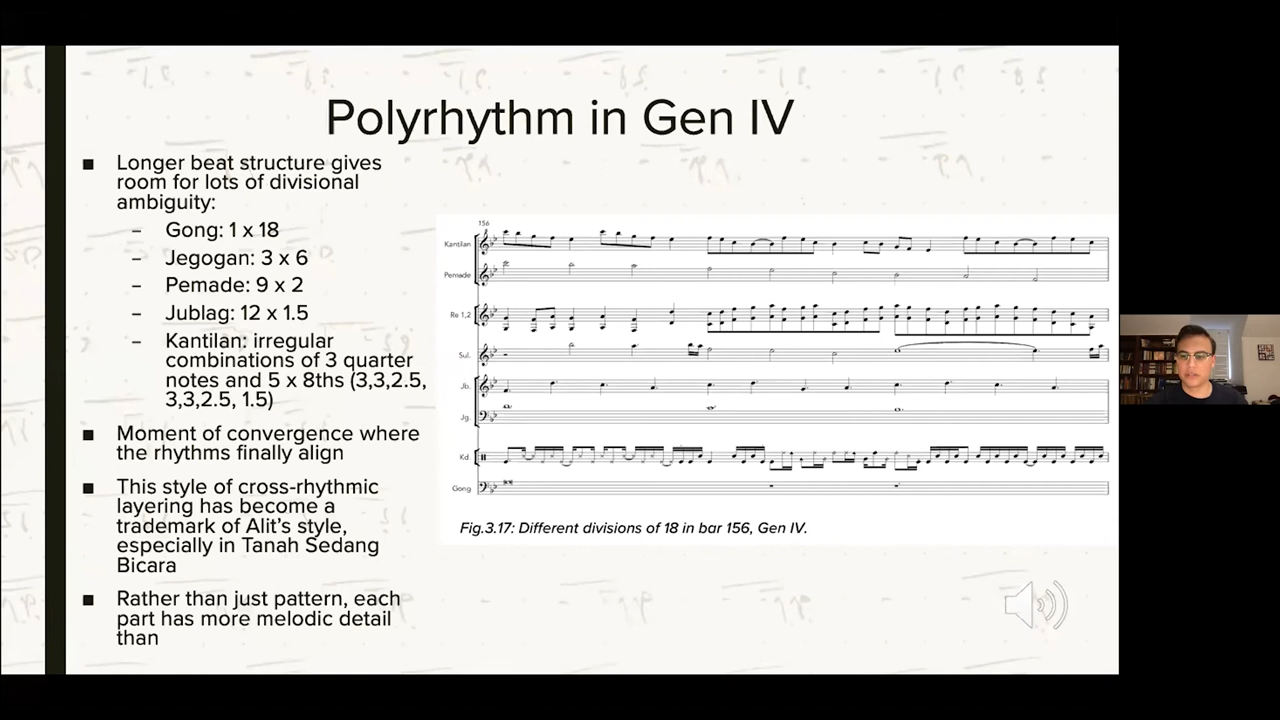 Polyrhythm in Gen IV
■ Longer beat structure gives
room for lots of divisional
ambiguity:
– Gong: 1 x 18
– Jegogan: 3 x 6
– Pemade: 9 x 2
– Jublag: 12 x 1.5
– Kantilan: irregular
combinations of 3 quarter
notes and 5 x 8ths (3,3,2.5,
3,3,2.5, 1.5)
■ Moment of convergence where
the rhythms finally align
■ This style of cross-rhythmic
layering has become a
trademark of Alit’s style,
especially in Tanah Sedang
Bicara
■ Rather than just pattern, each
part has more melodic detail
than
156
Kantilan
Pemade
Re 1,2
Sul.
Jb.
Jg.
Kd.
Gong
Fig.3.17: Different divisions of 18 in bar 156, Gen IV.